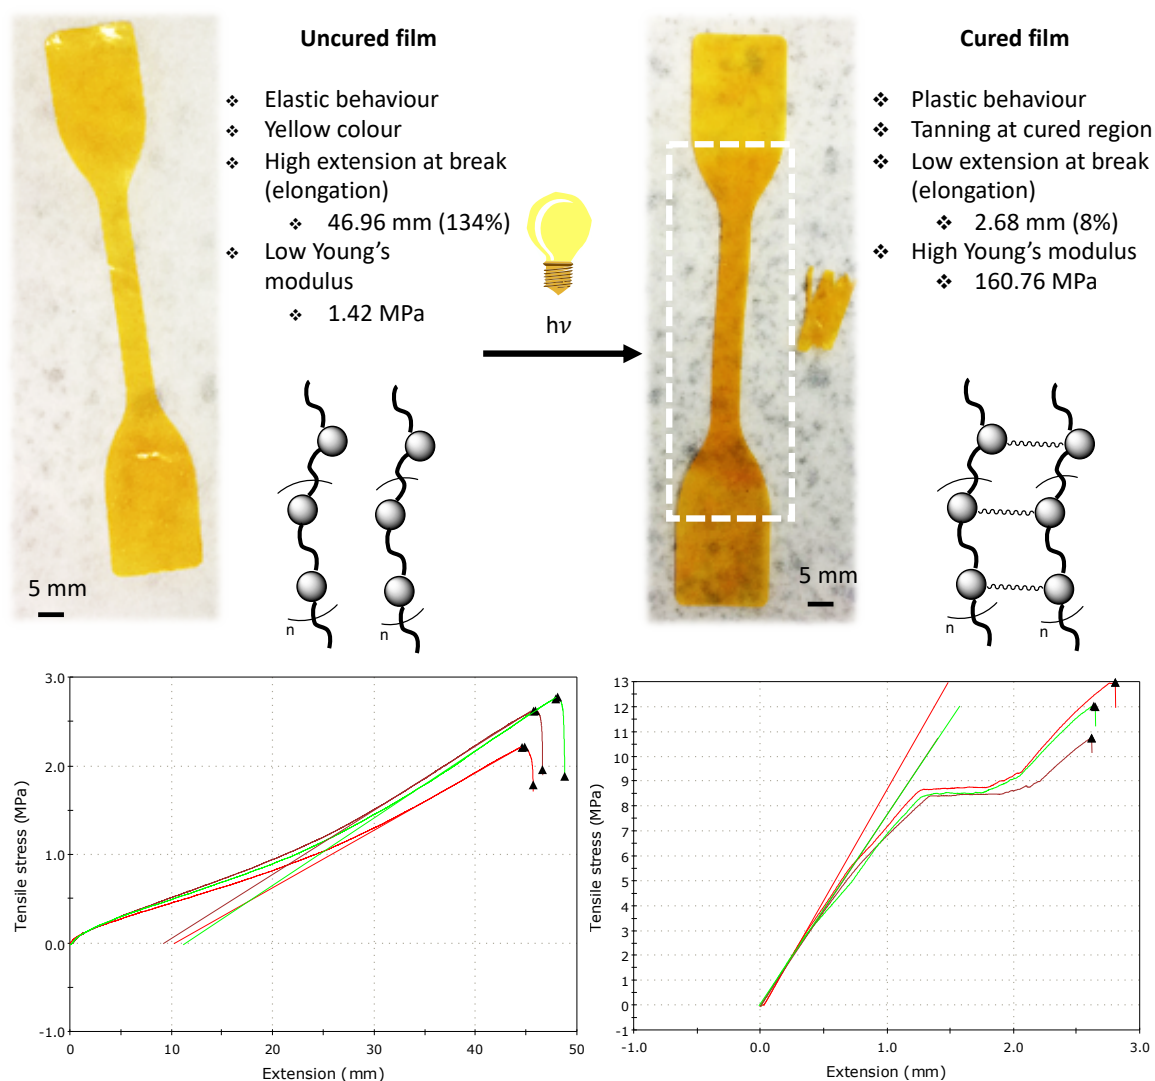 Uncured film
❖ Elastic behaviour
❖ Yellow colour
❖ High extension at break
(elongation)
❖ 46.96 mm (134%)
❖ Low Young’s
modulus
❖ 1.42 MPa
hν
Cured film
❖ Plastic behaviour
❖ Tanning at cured region
❖ Low extension at break
(elongation)
❖ 2.68 mm (8%)
❖ High Young’s modulus
❖ 160.76 MPa
5 mm
n
n
5 mm
n
n
Tensile stress (MPa)
3.0
2.0
1.0
0.0
-1.0
0 10 20 30 40 50
Extension (mm)
Tensile stress (MPa)
13
12
11
10
9
8
7
6
5
4
3
2
1
0
-1
-1.0 0.0 1.0 2.0 3.0
Extension (mm)